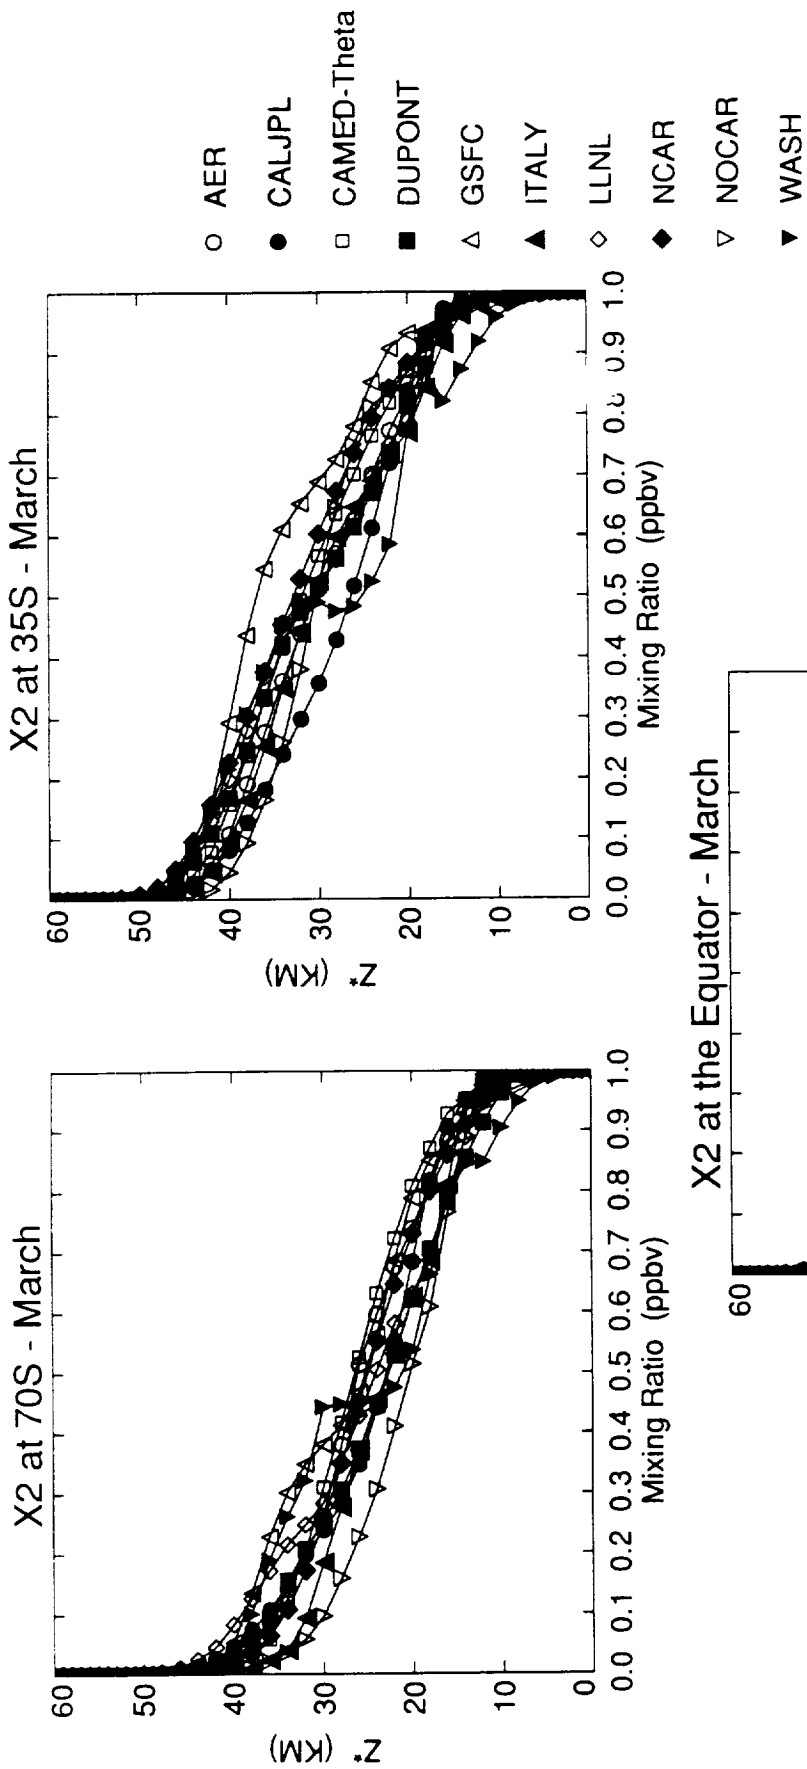 X2 at 70S - March
60
50
40
30
20
10
0
Z* (KM)
0.0 0.1 0.2 0.3 0.4 0.5 0.6 0.7 0.8 0.9 1.0
Mixing Ratio (ppbv)
X2 at 35S - March
60
50
40
30
20
10
0
Z* (KM)
0.0 0.1 0.2 0.3 0.4 0.5 0.6 0.7 0.8 0.9 1.0
Mixing Ratio (ppbv)
AER
CALJPL
CAMED-Theta
DUPONT
GSFC
ITALY
LLNL
NCAR
NOCAR
WASH
X2 at the Equator - March
60